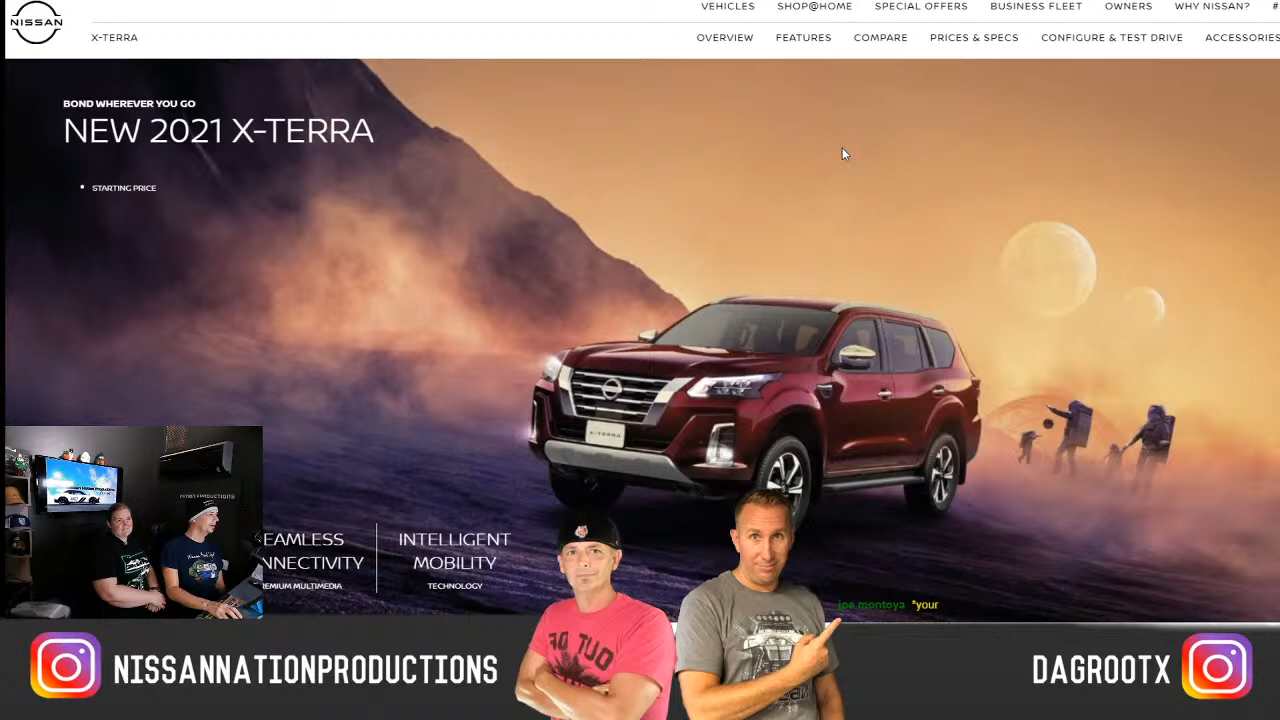 NISSAN
VEHICLES SHOP@HOME SPECIAL OFFERS BUSINESS FLEET OWNERS WHY NISSAN? #
X-TERRA
OVERVIEW FEATURES COMPARE PRICES & SPECS CONFIGURE & TEST DRIVE ACCESSORIES
BOND WHEREVER YOU GO
NEW 2021 X-TERRA
• STARTING PRICE
X-TERRA
EAMLESS
NNECTIVITY
EMIUM MULTIMEDIA
INTELLIGENT
MOBILITY
TECHNOLOGY
joe montoya *your
NISSANNATIONPRODUCTIONS
DAGROOTX